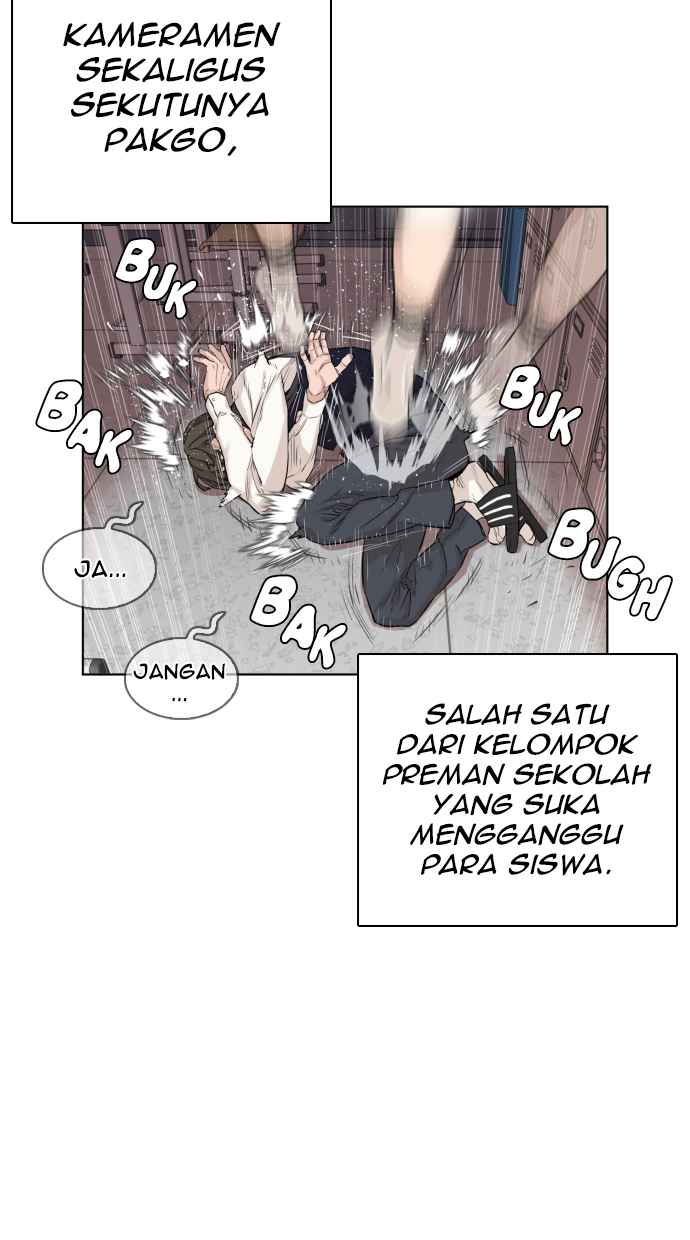 KAMERAMEN
SEKALIGUS
SEKUTUNYA
PAKGO,
BUK
BAK
BUK
JA...
BUGH
BAK
JANGAN
...
SALAH SATU
DARI KELOMPOK
PREMAN SEKOLAH
YANG SUKA
MENGGANGGU
PARA SISWA.